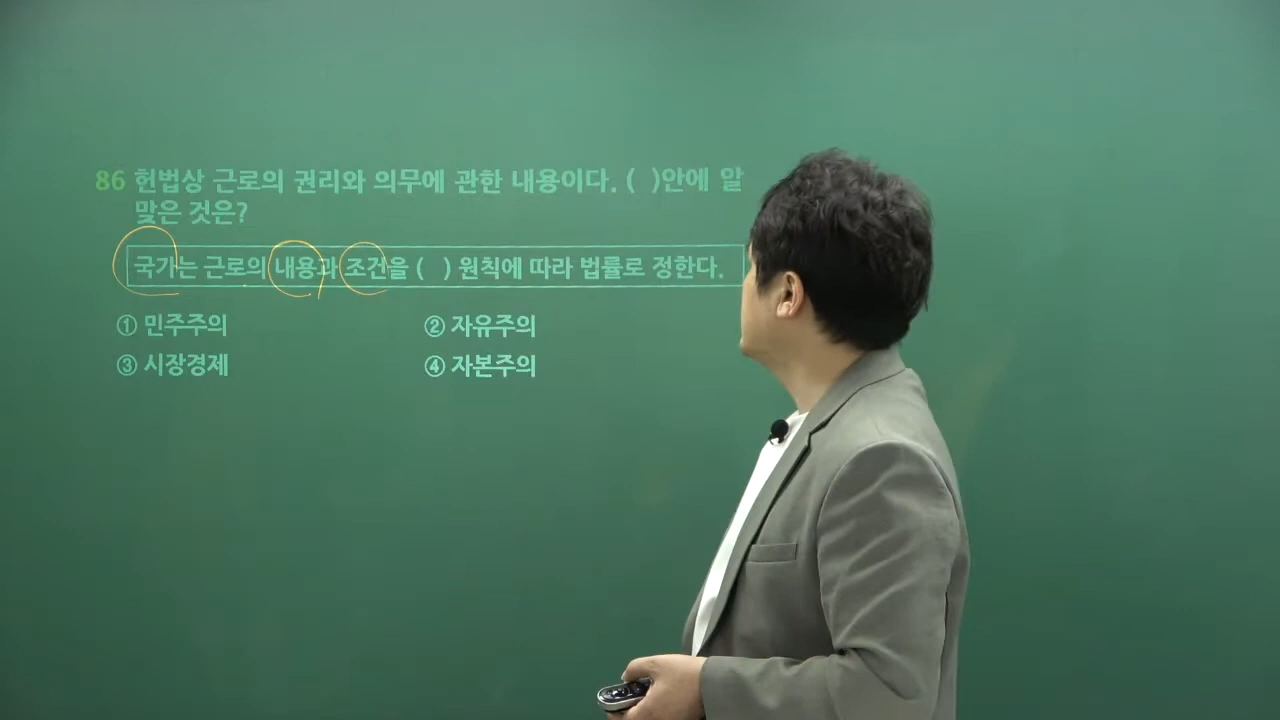 86 헌법상 근로의 권리와 의무에 관한 내용이다. ( )안에 알
맞은 것은?
국가는 근로의 내용과 조건을 ( ) 원칙에 따라 법률로 정한다.
① 민주주의 ② 자유주의
③ 시장경제 ④ 자본주의